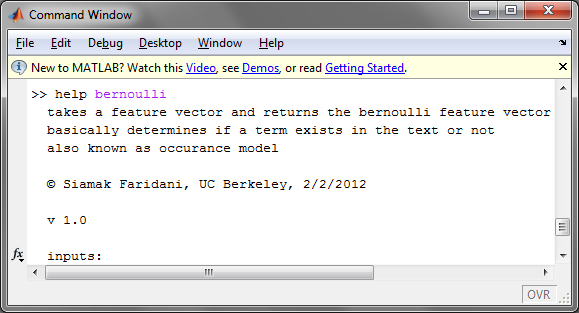 Command Window
File Edit Debug Desktop Window Help
New to MATLAB? Watch this Video, see Demos, or read Getting Started.
>> help bernoulli
takes a feature vector and returns the bernoulli feature vector
basically determines if a term exists in the text or not
also known as occurance model
© Siamak Faridani, UC Berkeley, 2/2/2012
v 1.0
fx inputs:
OVR